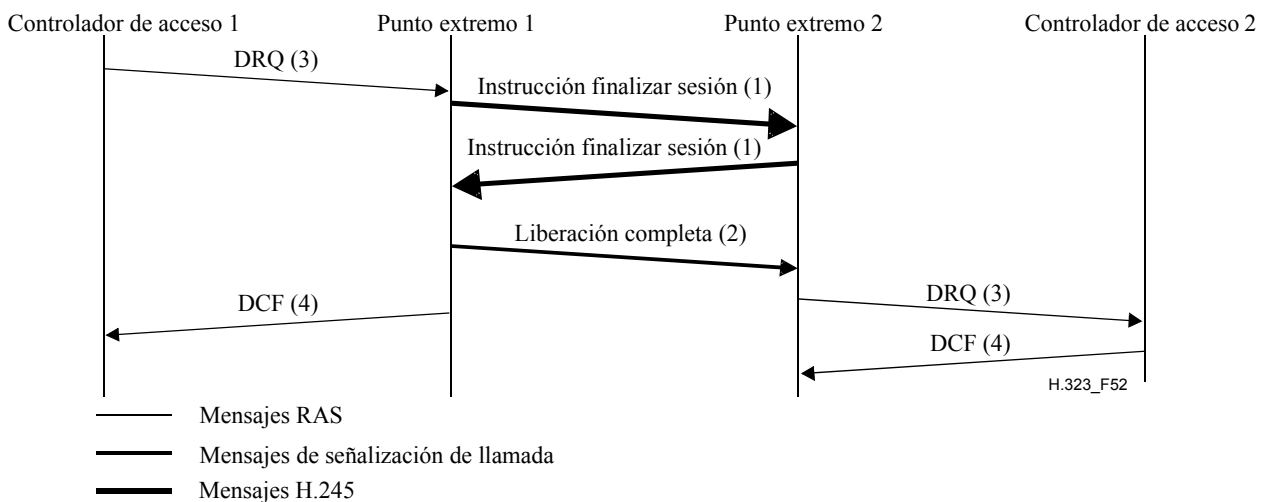 Controlador de acceso 1
Punto extremo 1
Punto extremo 2
Controlador de acceso 2
DRQ (3)
Instrucción finalizar sesión (1)
Instrucción finalizar sesión (1)
Liberación completa (2)
DRQ (3)
DCF (4)
DCF (4)
H.323_F52
Mensajes RAS
Mensajes de señalización de llamada
Mensajes H.245